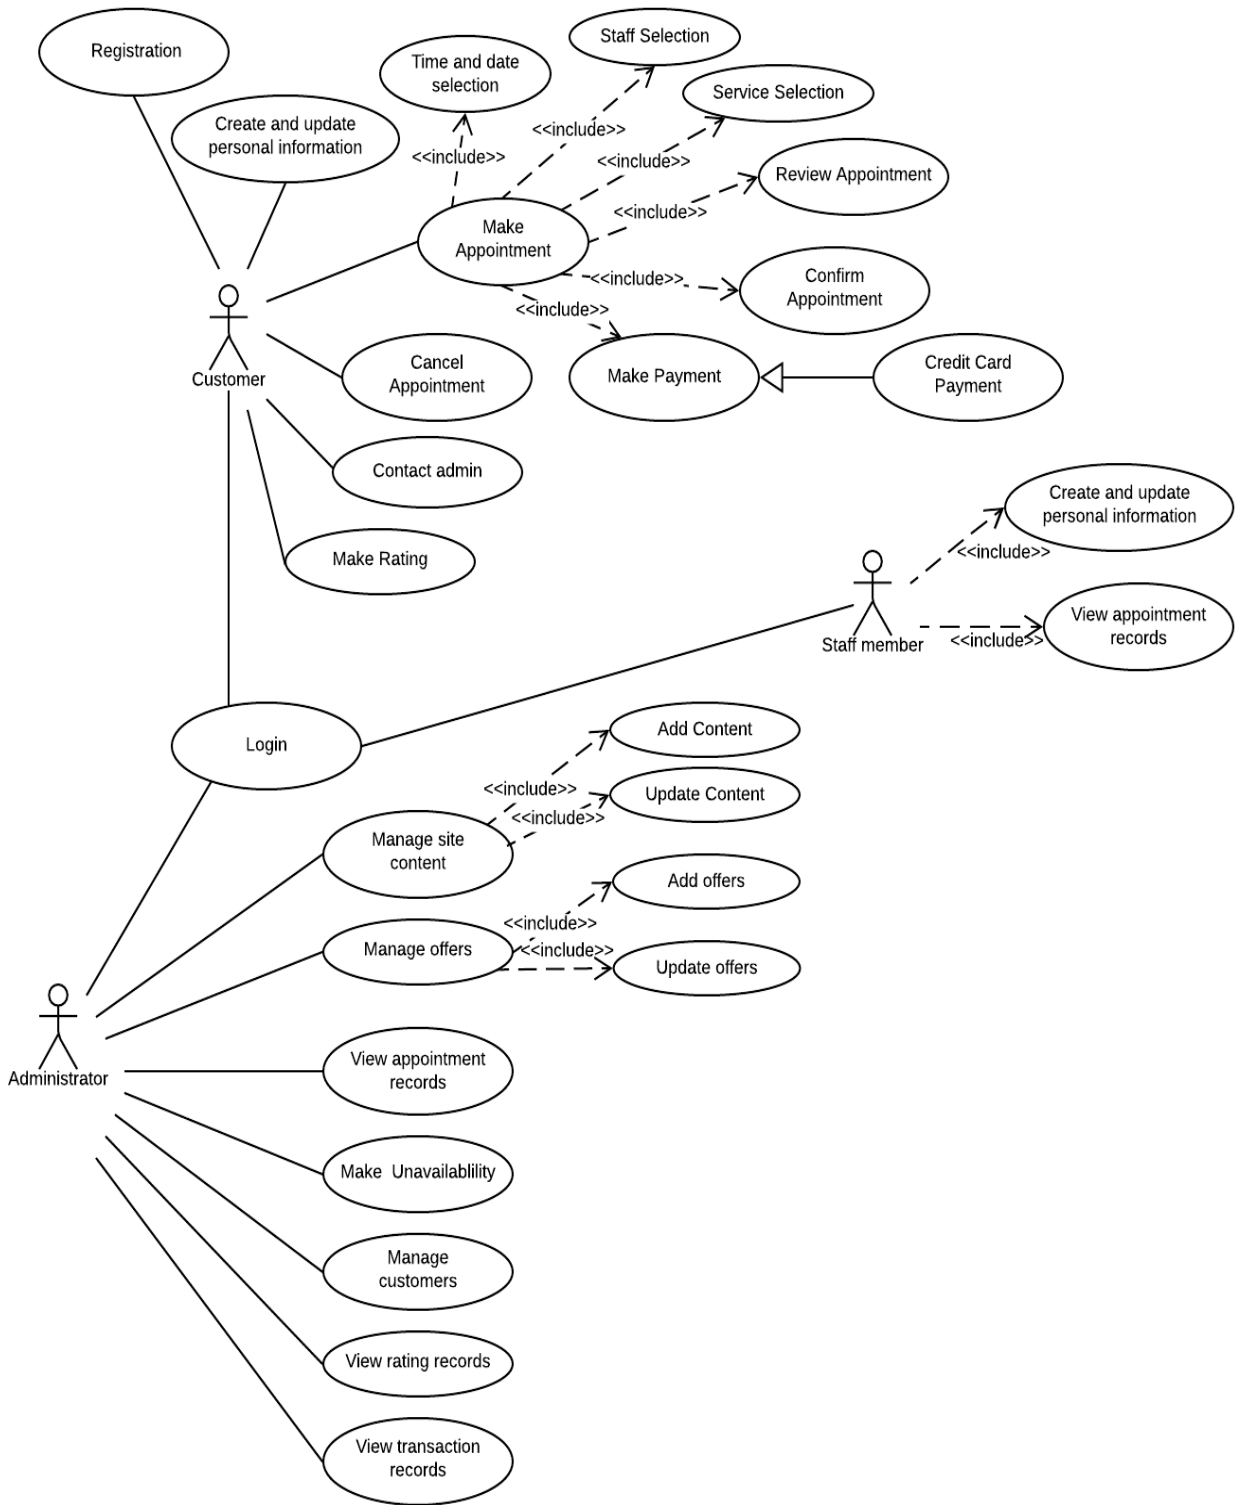 Registration
Create and update
personal information
Time and date
selection
Staff Selection
Service Selection
<<include>>
<<include>>
<<include>>
Review Appointment
<<include>>
Make
Appointment
<<include>>
Confirm
Appointment
<<include>>
Customer
Cancel
Appointment
Make Payment
Credit Card
Payment
Contact admin
Make Rating
Create and update
personal information
<<include>>
Staff member
View appointment
records
<<include>>
Login
Add Content
<<include>>
Update Content
<<include>>
Manage site
content
Add offers
<<include>>
Manage offers
<<include>>
Update offers
Administrator
View appointment
records
Make  Unavailablility
Manage
customers
View rating records
View transaction
records